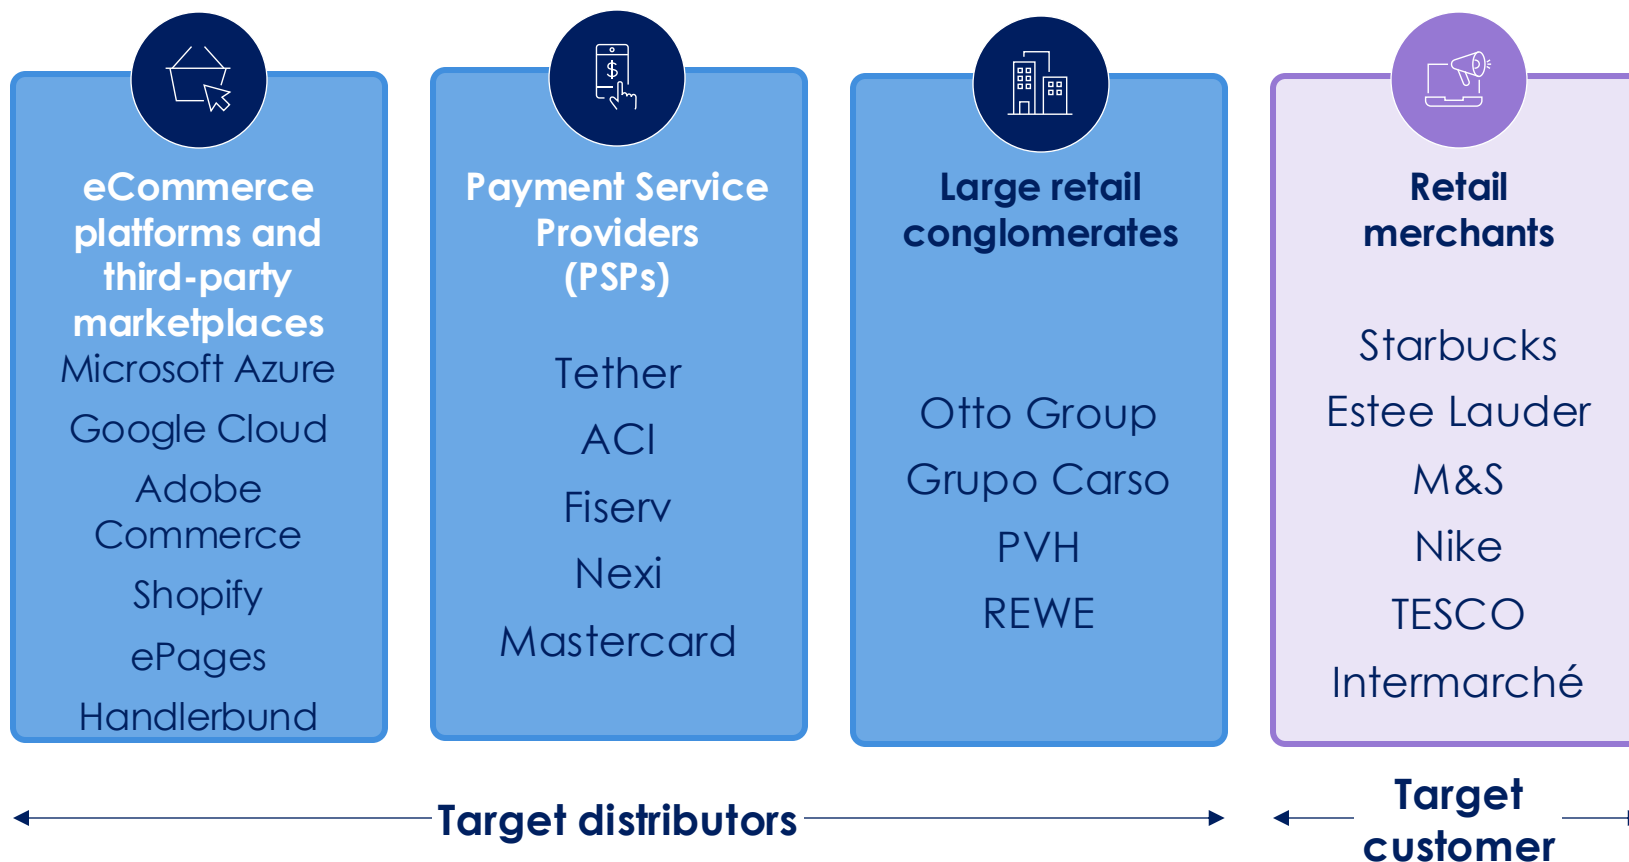 $
eCommerce
platforms and
third-party
marketplaces
Microsoft Azure
Google Cloud
Adobe
Commerce
Shopify
ePages
Handlerbund
Payment Service
Providers
(PSPs)
Tether
ACI
Fiserv
Nexi
Mastercard
Large retail
conglomerates
Otto Group
Grupo Carso
PVH
REWE
Retail
merchants
Starbucks
Estee Lauder
M&S
Nike
TESCO
Intermarché
Target distributors
Target
customer